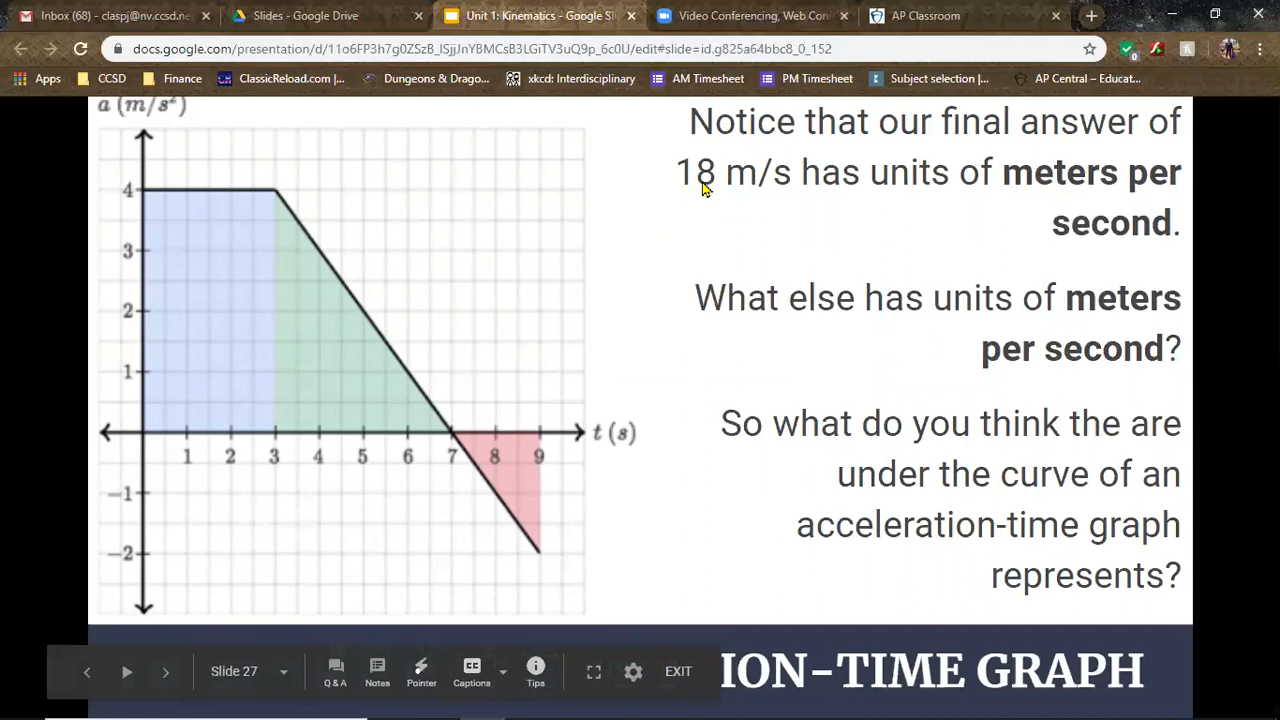 Inbox (68) - claspj@nv.ccsd.ne
Slides - Google Drive
Unit 1: Kinematics - Google Sl
Video Conferencing, Web Con
AP Classroom
docs.google.com/presentation/d/11o6FP3h7g0ZSzB_lSjjJnYBMCsB3LGiTV3uQ9p_6c0U/edit#slide=id.g825a64bbc8_0_152
Apps
CCSD
Finance
ClassicReload.com |...
Dungeons & Drago...
xkcd: Interdisciplinary
AM Timesheet
PM Timesheet
Subject selection |...
AP Central – Educat...
a (m/s²)
4
3
2
1
-1
-2
1 2 3 4 5 6 7 8 9
t (s)
Notice that our final answer of
18 m/s has units of meters per
second.
What else has units of meters
per second?
So what do you think the are
under the curve of an
acceleration-time graph
represents?
ION-TIME GRAPH
Slide 27
Q & A
Notes
Pointer
Captions
Tips
EXIT